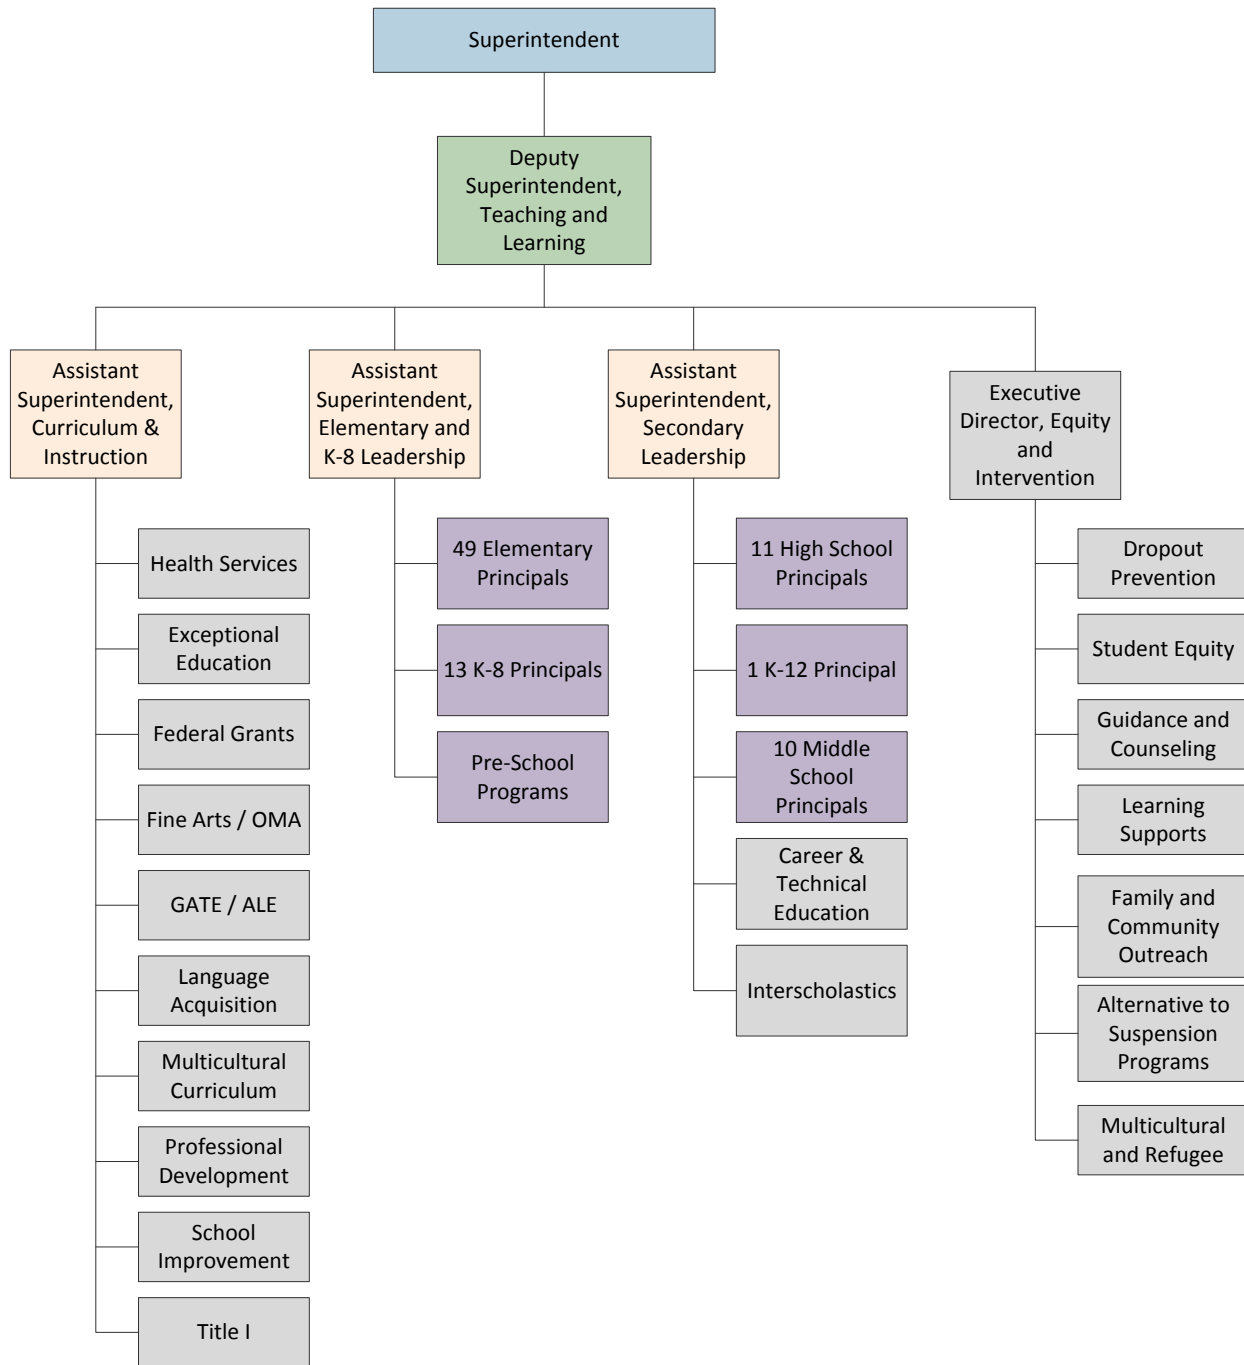 Superintendent
Deputy
Superintendent,
Teaching and
Learning
Assistant
Superintendent,
Curriculum &
Instruction
Assistant
Superintendent,
Elementary and
K-8 Leadership
Assistant
Superintendent,
Secondary
Leadership
Executive
Director, Equity
and
Intervention
Health Services
Exceptional
Education
Federal Grants
Fine Arts / OMA
GATE / ALE
Language
Acquisition
Multicultural
Curriculum
Professional
Development
School
Improvement
Title I
49 Elementary
Principals
13 K-8 Principals
Pre-School
Programs
11 High School
Principals
1 K-12 Principal
10 Middle
School
Principals
Career &
Technical
Education
Interscholastics
Dropout
Prevention
Student Equity
Guidance and
Counseling
Learning
Supports
Family and
Community
Outreach
Alternative to
Suspension
Programs
Multicultural
and Refugee